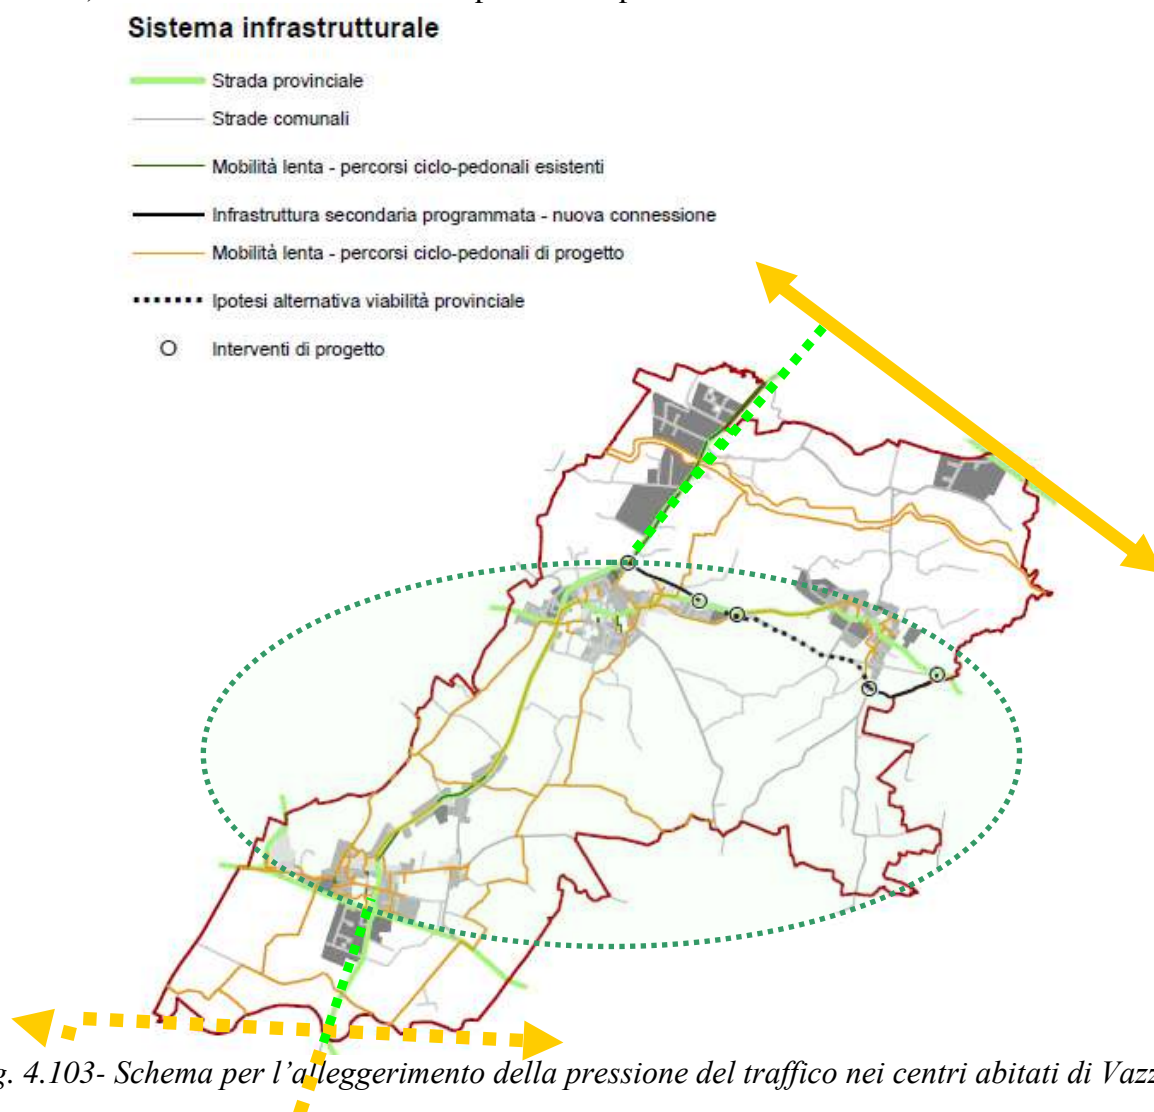 Sistema infrastrutturale
Strada provinciale
Strade comunali
Mobilità lenta - percorsi ciclo-pedonali esistenti
Infrastruttura secondaria programmata - nuova connessione
Mobilità lenta - percorsi ciclo-pedonali di progetto
Ipotesi alternativa viabilità provinciale
Interventi di progetto
g. 4.103- Schema per l'alleggerimento della pressione del traffico nei centri abitati di Vazz